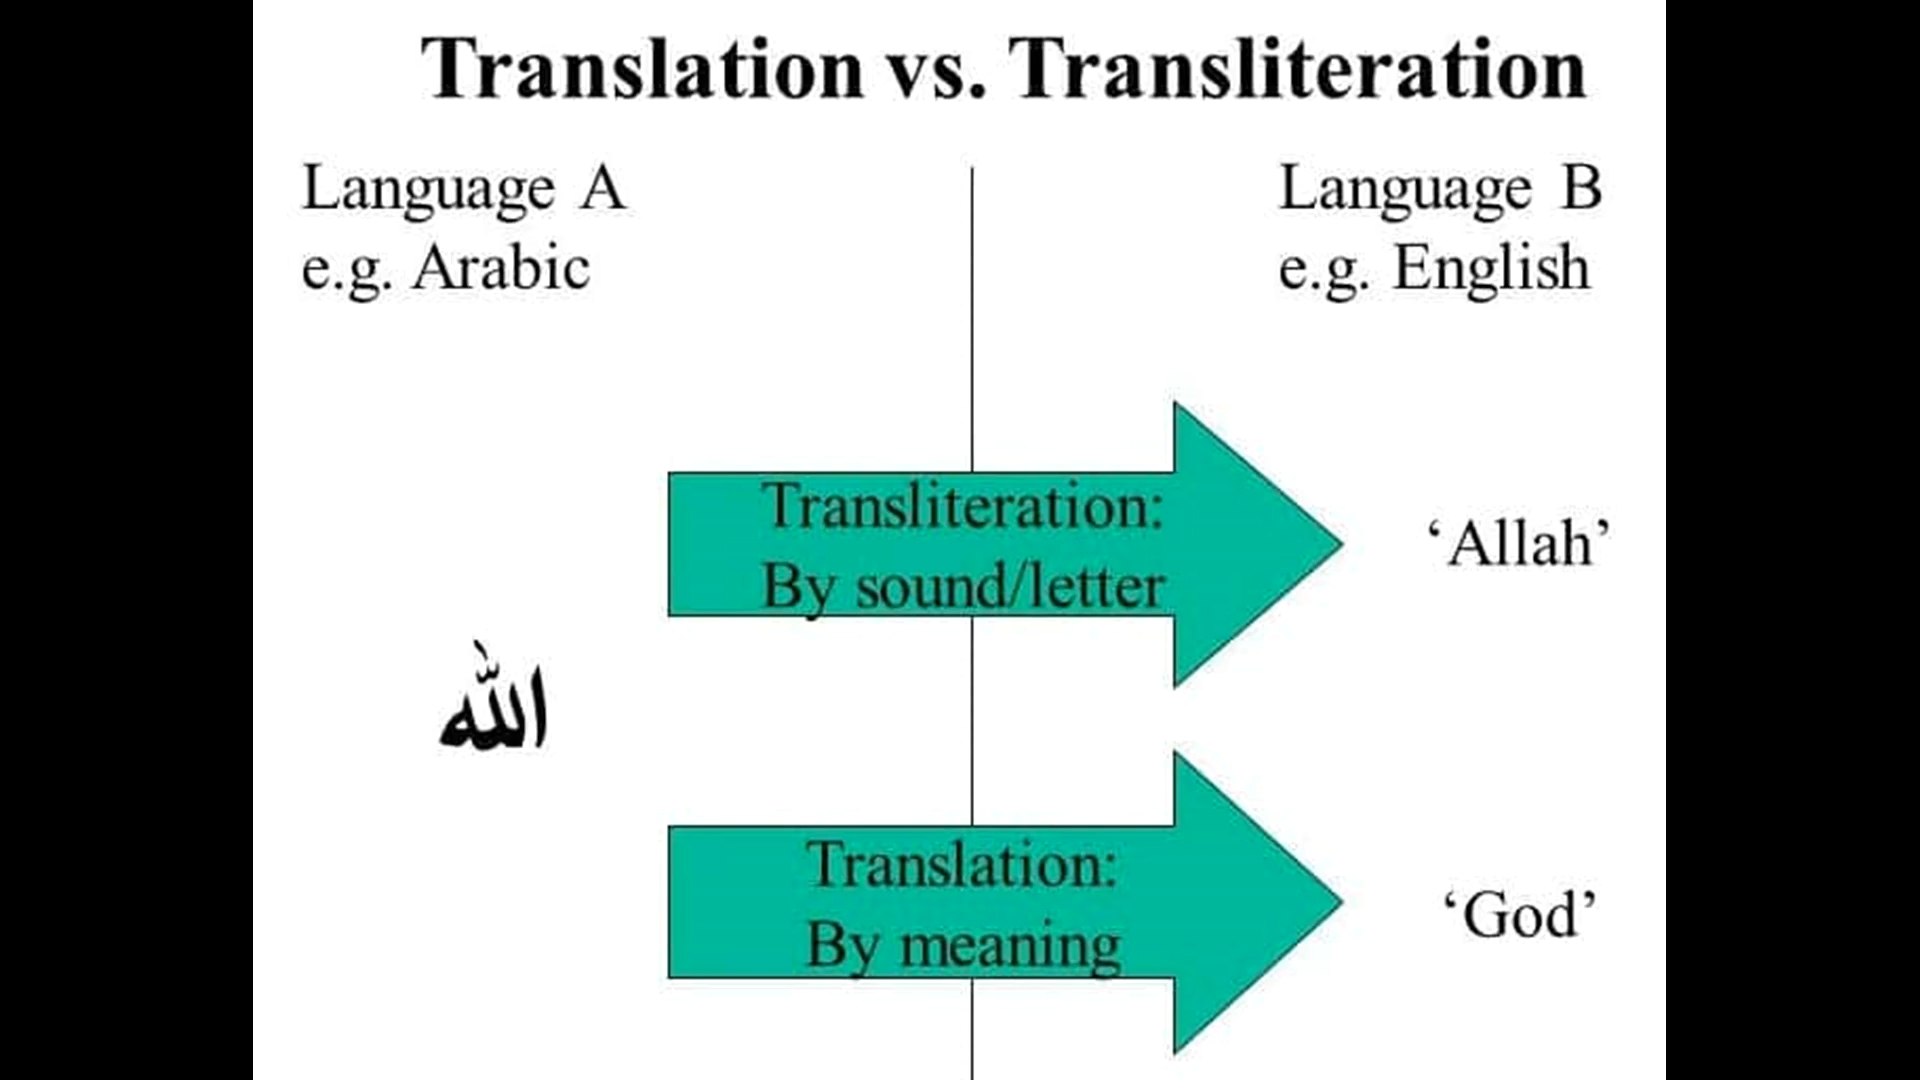 Translation vs. Transliteration
Language A
e.g. Arabic
Language B
e.g. English
Transliteration:
By sound/letter
‘Allah’
الله
Translation:
By meaning
‘God’